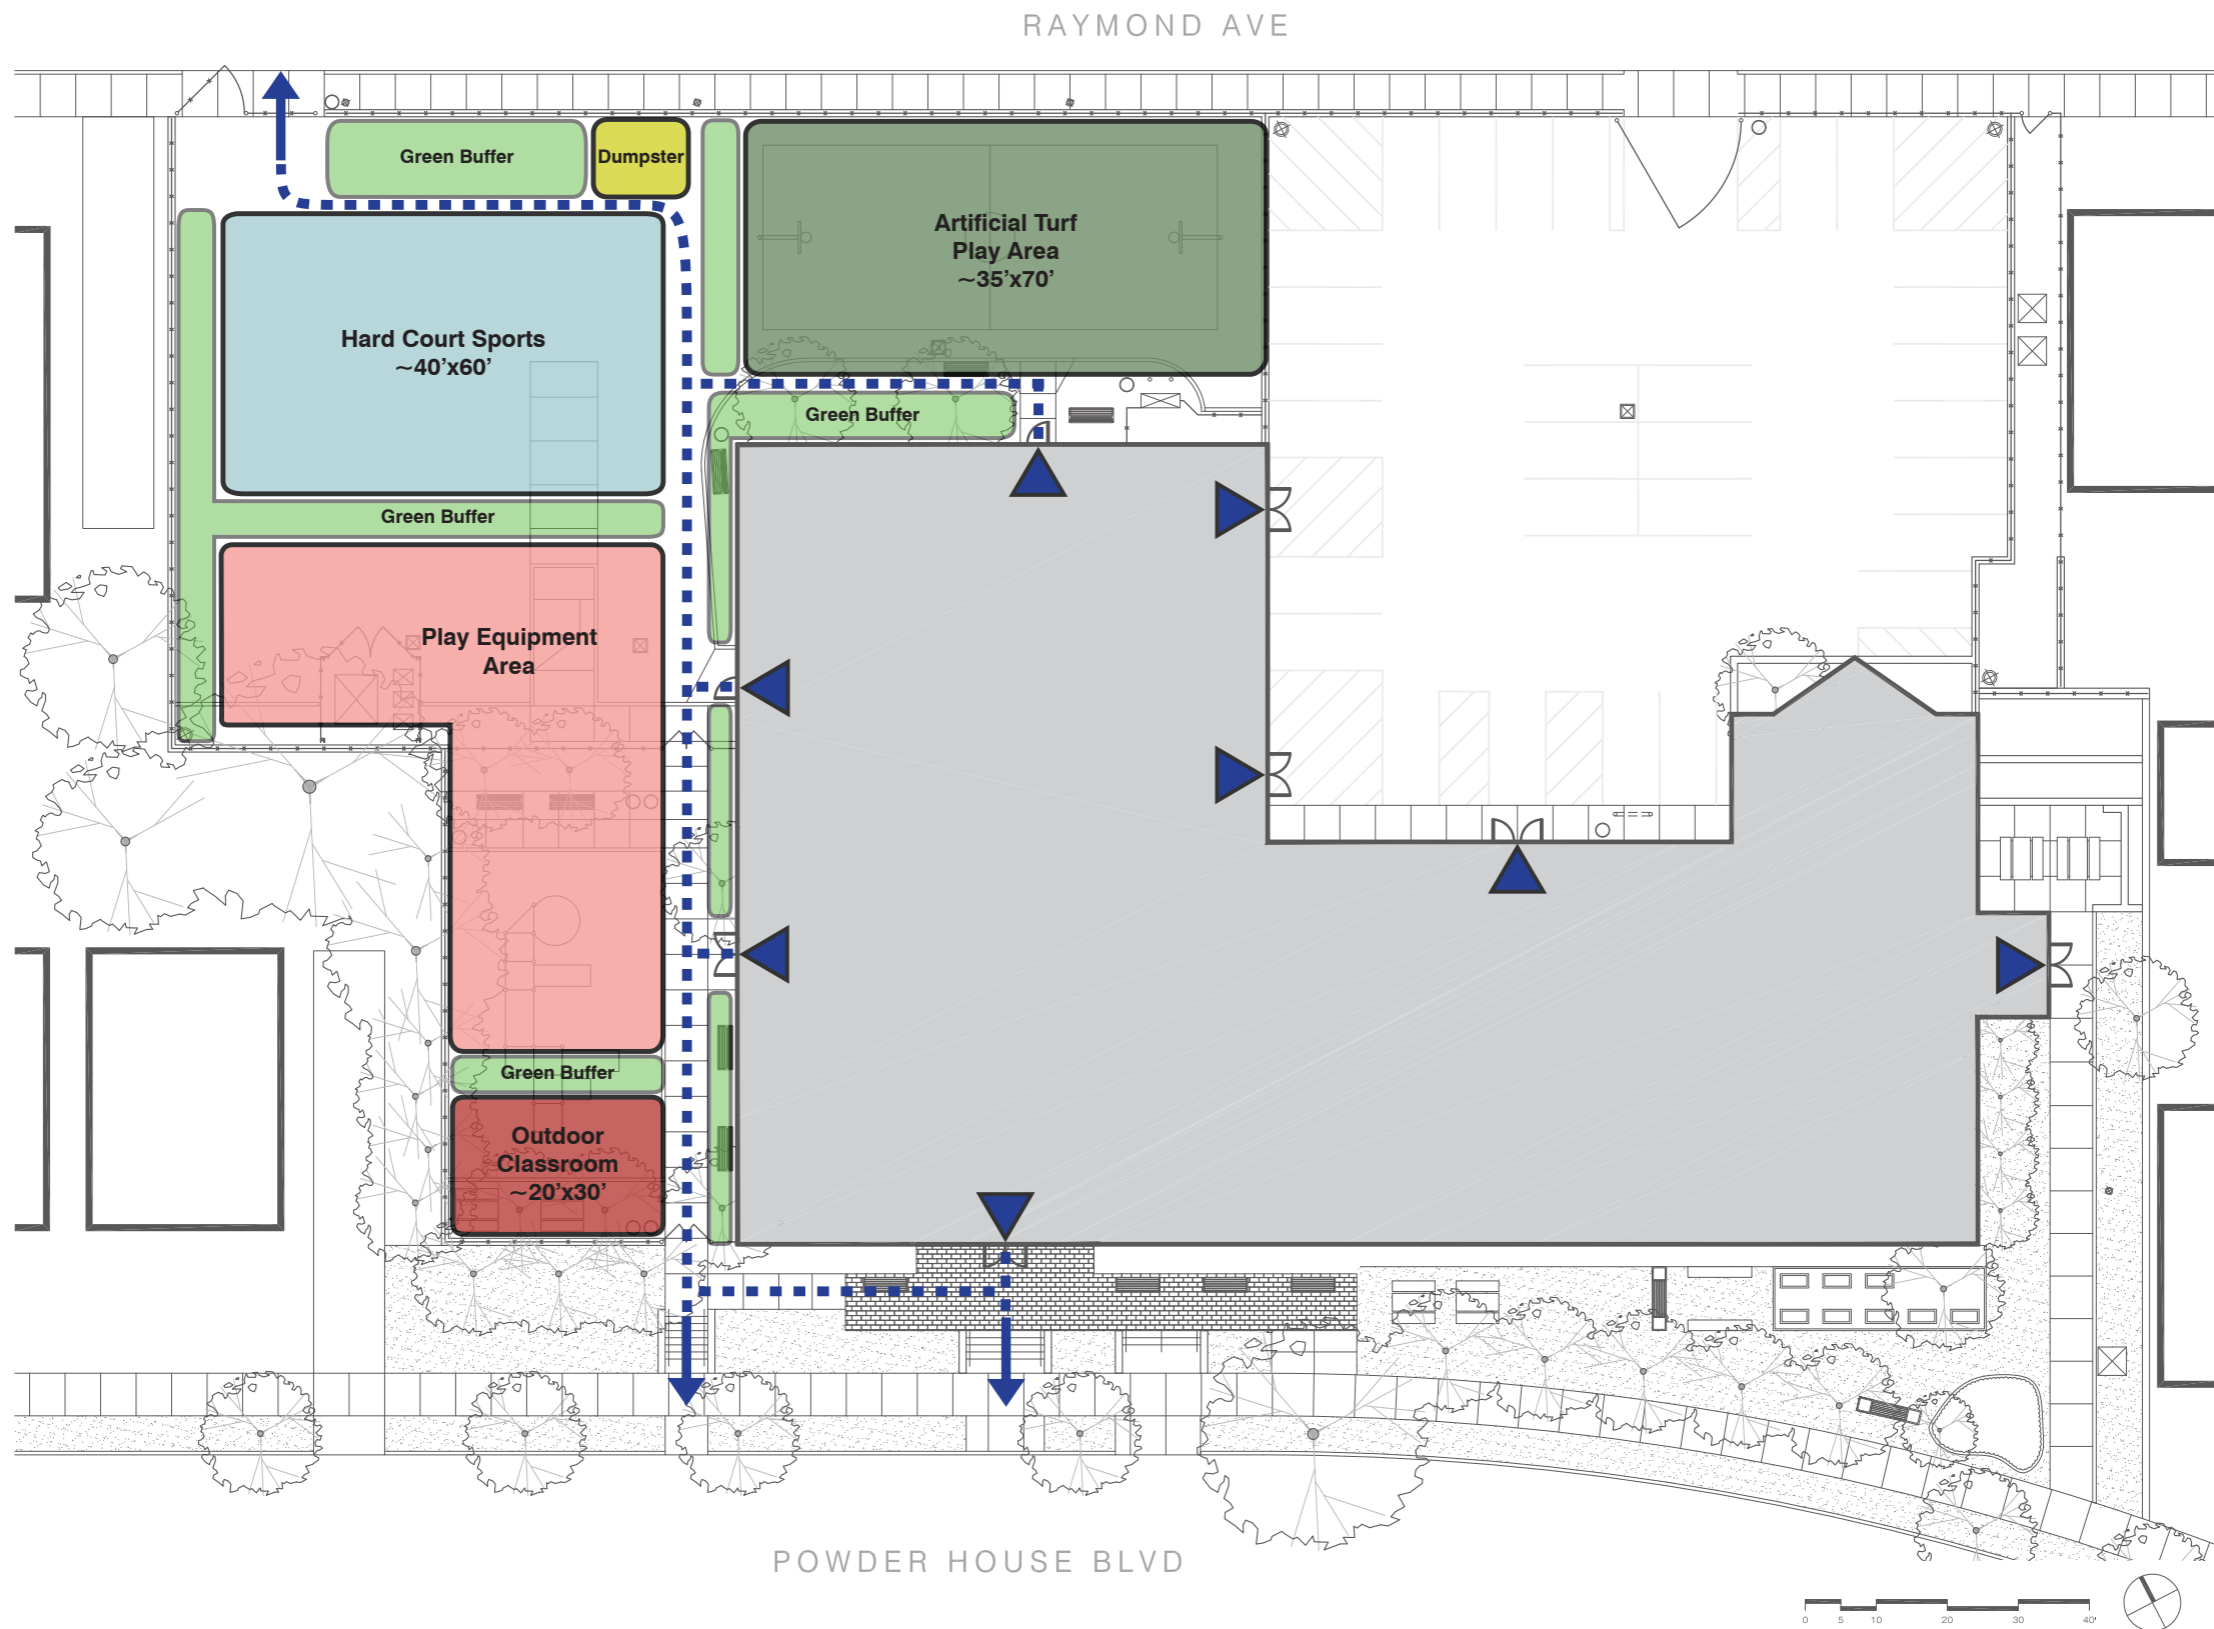 RAYMOND AVE
Green Buffer
Dumpster
Artificial Turf
Play Area
~35’x70’
Hard Court Sports
~40’x60’
Green Buffer
Green Buffer
Play Equipment
Area
Green Buffer
Outdoor
Classroom
~20’x30’
POWDER HOUSE BLVD
0 5 10 20 30 40'